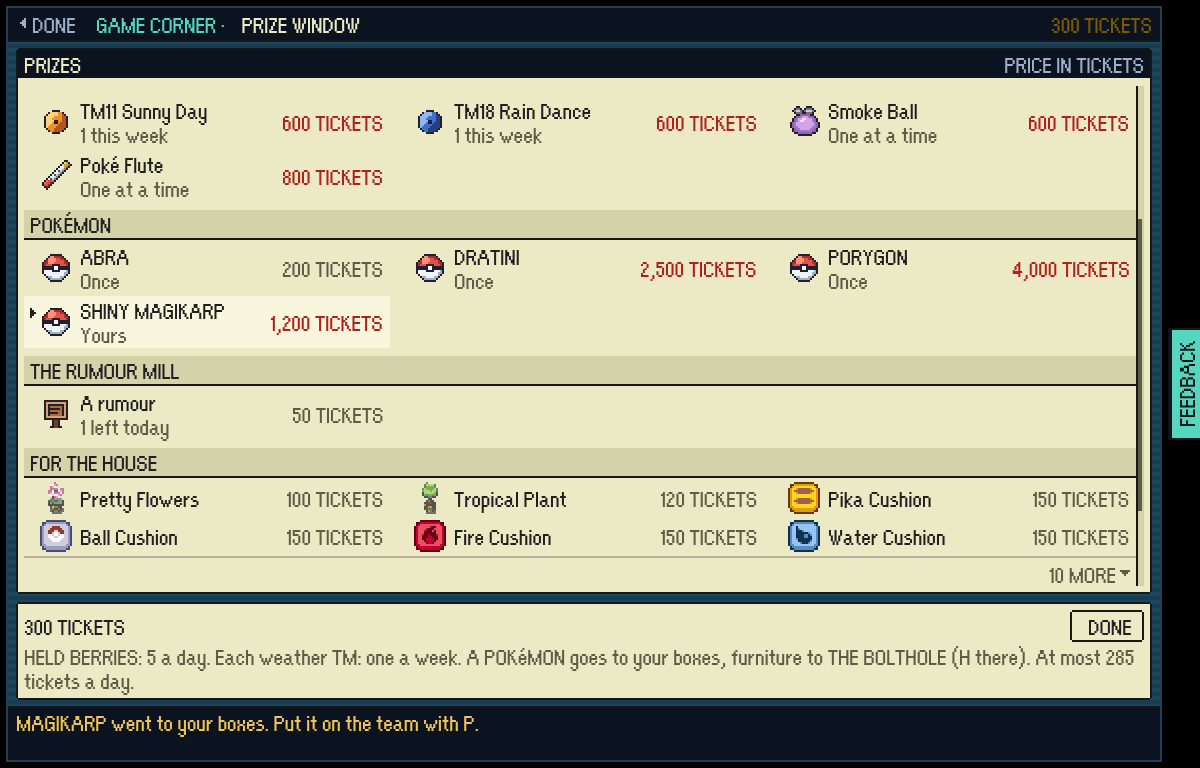 DONE GAME CORNER · PRIZE WINDOW 300 TICKETS
PRIZES PRICE IN TICKETS
TM11 Sunny Day 600 TICKETS TM18 Rain Dance 600 TICKETS Smoke Ball 600 TICKETS
1 this week 1 this week One at a time
Poké Flute 800 TICKETS
One at a time
POKÉMON
ABRA 200 TICKETS DRATINI 2,500 TICKETS PORYGON 4,000 TICKETS
Once Once Once
SHINY MAGIKARP 1,200 TICKETS
Yours
THE RUMOUR MILL
A rumour 50 TICKETS
1 left today
FOR THE HOUSE
Pretty Flowers 100 TICKETS Tropical Plant 120 TICKETS Pika Cushion 150 TICKETS
Ball Cushion 150 TICKETS Fire Cushion 150 TICKETS Water Cushion 150 TICKETS
10 MORE
300 TICKETS DONE
HELD BERRIES: 5 a day. Each weather TM: one a week. A POKéMON goes to your boxes, furniture to THE BOLTHOLE (H there). At most 285
tickets a day.
MAGIKARP went to your boxes. Put it on the team with P.
FEEDBACK